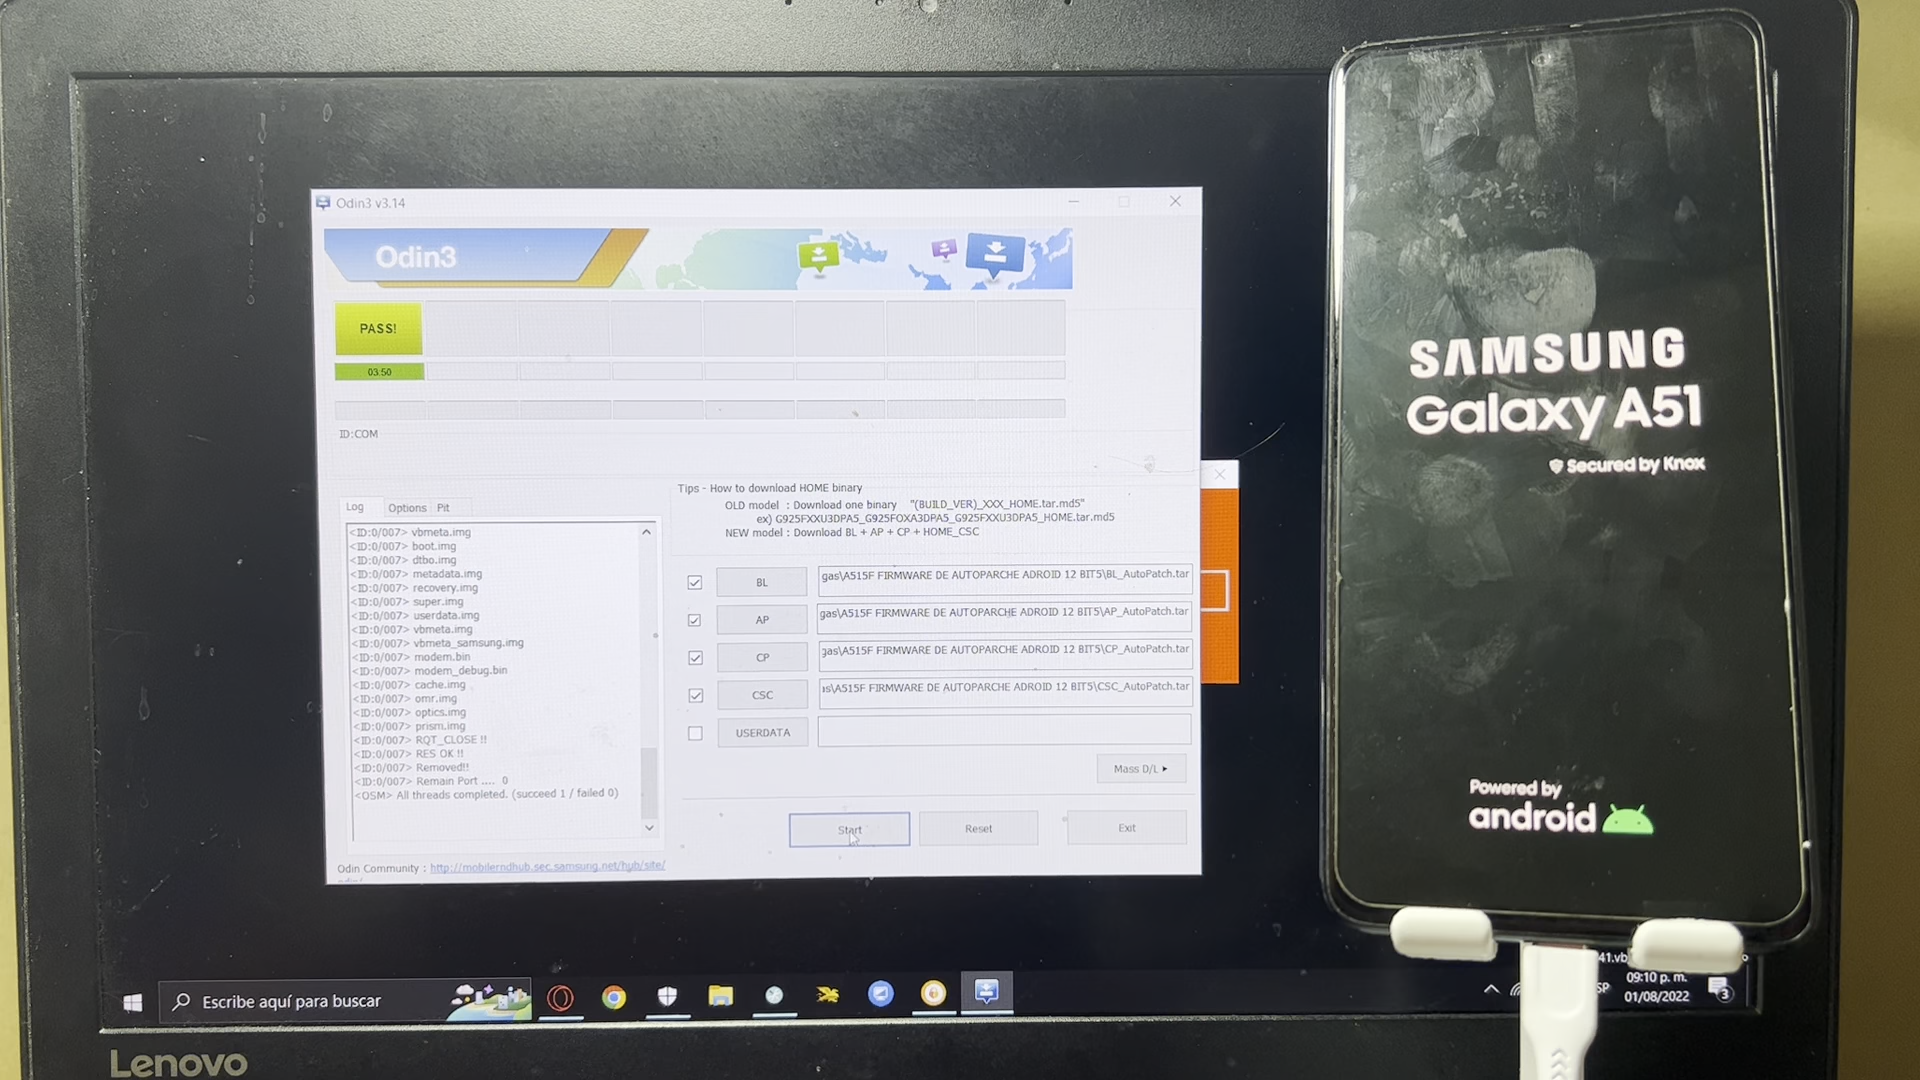 Odin3 v3.14
Odin3
PASS!
03:50
ID:COM
Log
Options
Pit
<ID:0/007> vbmeta.img
<ID:0/007> boot.img
<ID:0/007> dtbo.img
<ID:0/007> metadata.img
<ID:0/007> recovery.img
<ID:0/007> super.img
<ID:0/007> userdata.img
<ID:0/007> vbmeta.img
<ID:0/007> vbmeta_samsung.img
<ID:0/007> modem.bin
<ID:0/007> modem_debug.bin
<ID:0/007> cache.img
<ID:0/007> omr.img
<ID:0/007> optics.img
<ID:0/007> prism.img
<ID:0/007> RQT_CLOSE !!
<ID:0/007> RES OK !!
<ID:0/007> Removed!!
<ID:0/007> Remain Port .... 0
<OSM> All threads completed. (succeed 1 / failed 0)
Odin Community : http://mobilerndhub.sec.samsung.net/hub/site/
Tips - How to download HOME binary
OLD model : Download one binary "(BUILD_VER)_XXX_HOME.tar.md5"
ex) G925FXXU3DPA5_G925FOXA3DPA5_G925FXXU3DPA5_HOME.tar.md5
NEW model : Download BL + AP + CP + HOME_CSC
BL gas\A515F FIRMWARE DE AUTOPARCHE ADROID 12 BIT5\BL_AutoPatch.tar
AP gas\A515F FIRMWARE DE AUTOPARCHE ADROID 12 BIT5\AP_AutoPatch.tar
CP gas\A515F FIRMWARE DE AUTOPARCHE ADROID 12 BIT5\CP_AutoPatch.tar
CSC as\A515F FIRMWARE DE AUTOPARCHE ADROID 12 BIT5\CSC_AutoPatch.tar
USERDATA
Mass D/L
Start
Reset
Exit
SAMSUNG
Galaxy A51
Secured by Knox
Powered by
android
Escribe aquí para buscar
41.vb
09:10 p. m.
01/08/2022
3
Lenovo